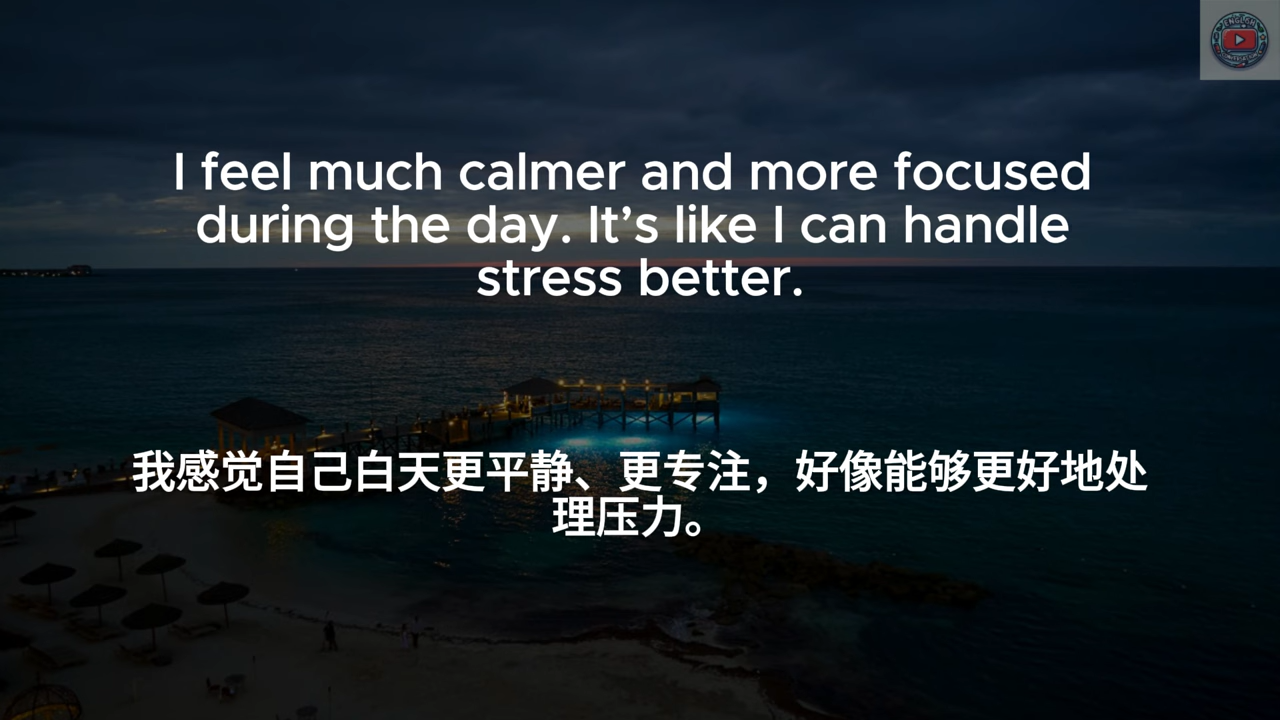 I feel much calmer and more focused
during the day. It’s like I can handle
stress better.
我感觉自己白天更平静、更专注，好像能够更好地处
理压力。
ENGLISH